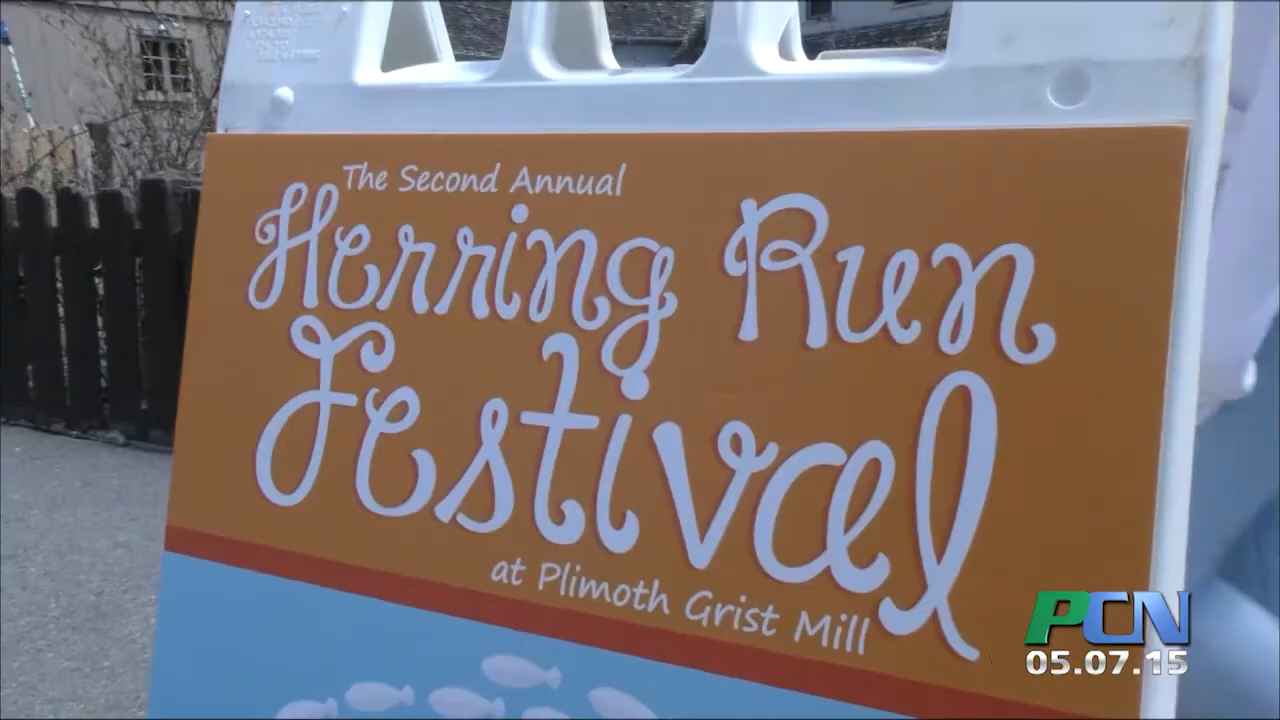 The Second Annual
Herring Run
Festival
at Plimoth Grist Mill
PCN
05.07.15